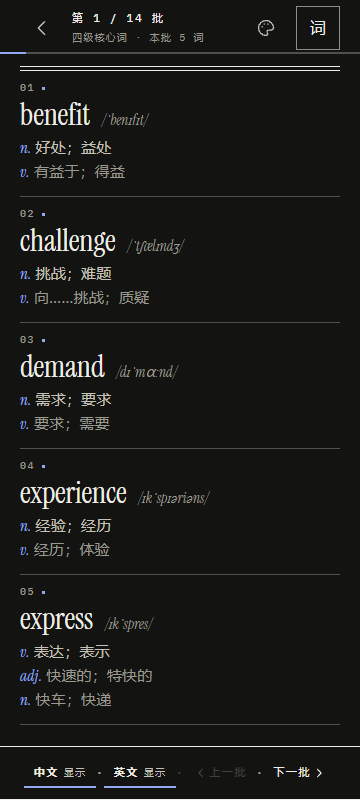 第 1 / 14 批
四级核心词 · 本批 5 词
词
01
benefit /ˈbenɪfɪt/
n. 好处；益处
v. 有益于；得益
02
challenge /ˈtʃælɪndʒ/
n. 挑战；难题
v. 向……挑战；质疑
03
demand /dɪˈmɑːnd/
n. 需求；要求
v. 要求；需要
04
experience /ɪkˈspɪəriəns/
n. 经验；经历
v. 经历；体验
05
express /ɪkˈspres/
v. 表达；表示
adj. 快速的；特快的
n. 快车；快递
中文 显示 · 英文 显示 · 上一批 · 下一批